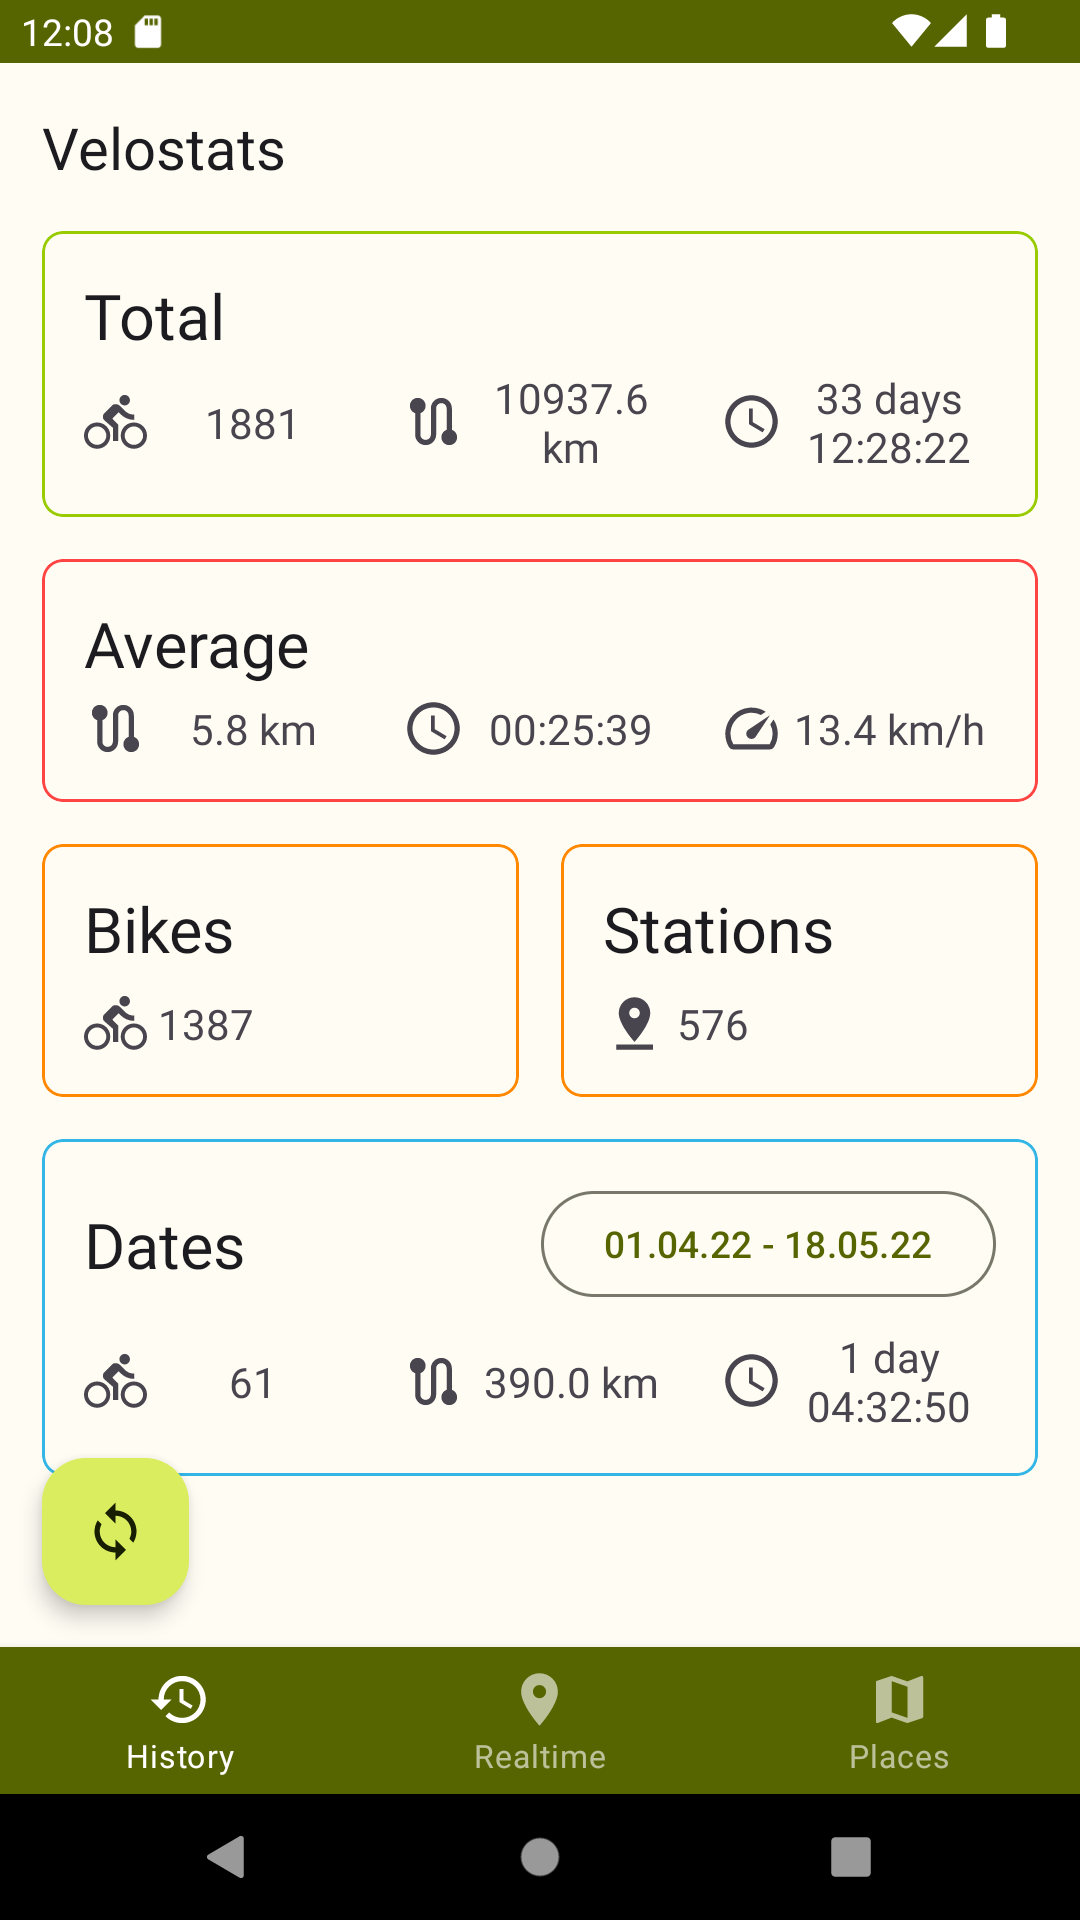 12:08
Velostats
Total
1881
10937.6
km
33 days
12:28:22
Average
5.8 km
00:25:39
13.4 km/h
Bikes
1387
Stations
576
Dates
01.04.22 - 18.05.22
61
390.0 km
1 day
04:32:50
History
Realtime
Places